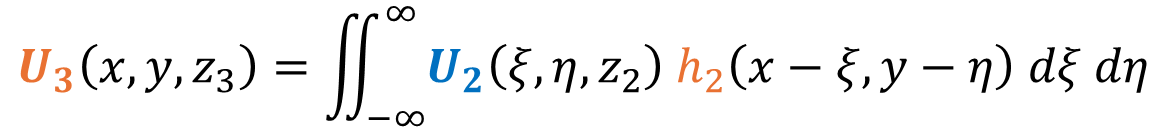 U₃(x, y, z₃) = ∬_{−∞}^{∞} U₂(ξ, η, z₂) h₂(x − ξ, y − η) dξ dη